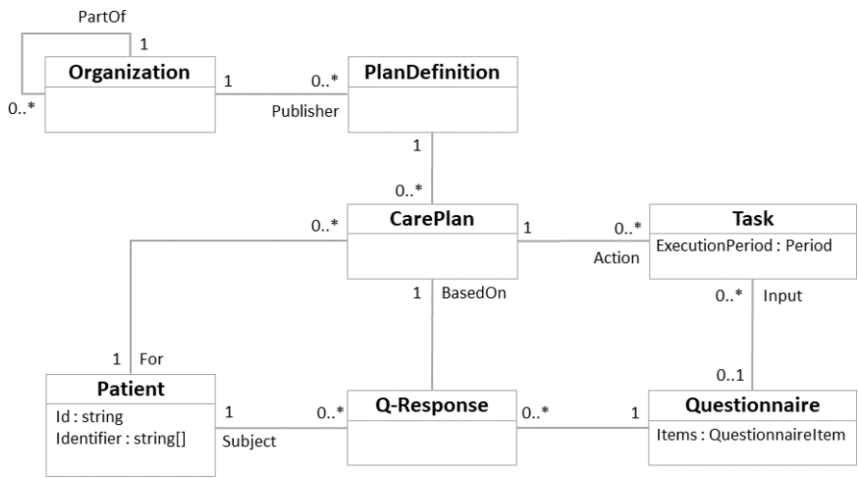 PartOf
1
Organization
0..*
1
0..*
Publisher
PlanDefinition
1
0..*
0..*
CarePlan
1
0..*
Action
Task
ExecutionPeriod : Period
1
BasedOn
0..*
Input
1
For
0..1
Patient
Id : string
Identifier : string[]
1
0..*
Subject
Q-Response
0..*
1
Questionnaire
Items : QuestionnaireItem